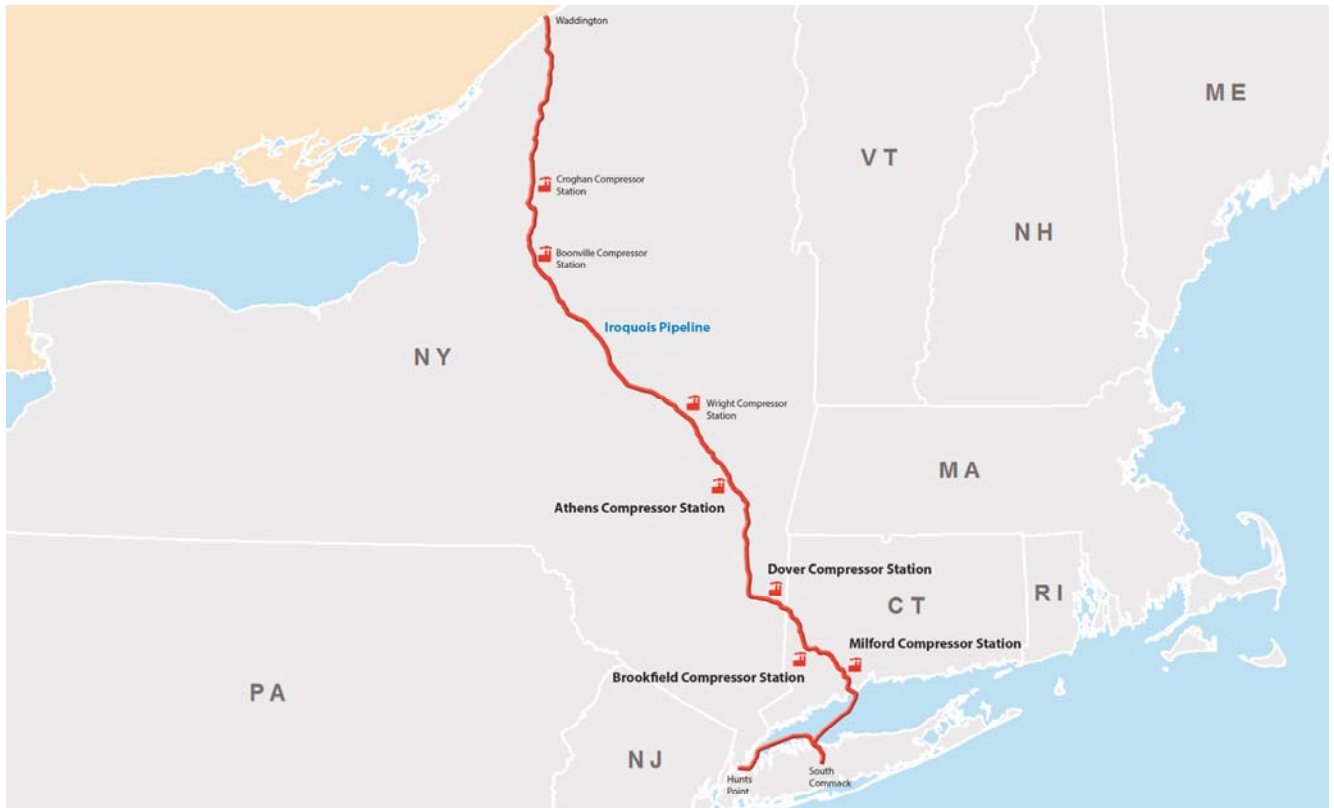 Waddington
ME
VT
Croghan Compressor
Station
NH
Boonville Compressor
Station
Iroquois Pipeline
NY
Wright Compressor
Station
MA
Athens Compressor Station
Dover Compressor Station
CT
RI
Milford Compressor Station
Brookfield Compressor Station
PA
NJ
Hunts
Point
South
Commack